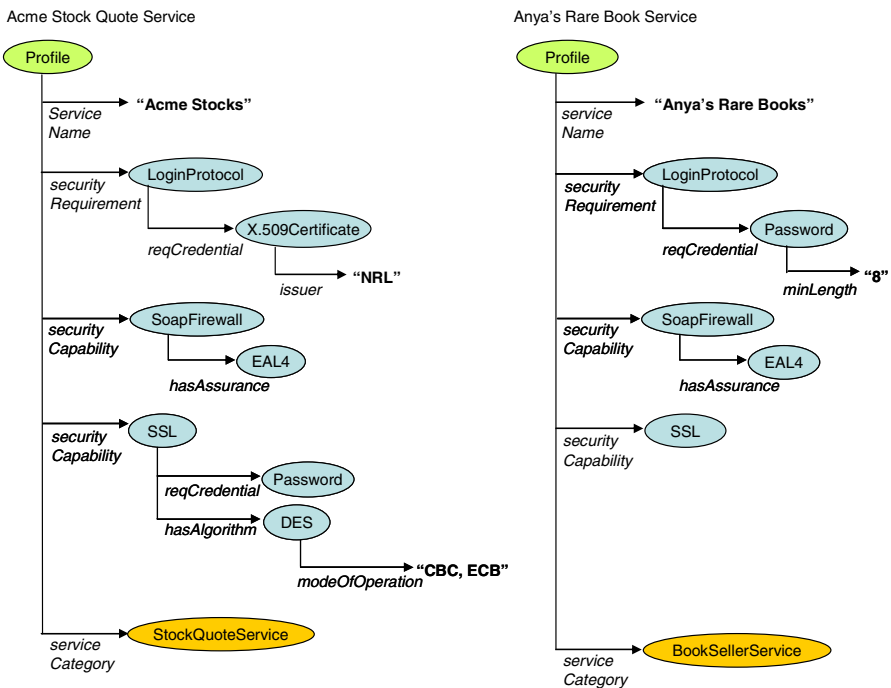 Acme Stock Quote Service
Profile
Service
Name
“Acme Stocks”
security
Requirement
LoginProtocol
reqCredential
X.509Certificate
issuer
“NRL”
security
Capability
SoapFirewall
hasAssurance
EAL4
security
Capability
SSL
reqCredential
Password
hasAlgorithm
DES
modeOfOperation
“CBC, ECB”
service
Category
StockQuoteService
Anya’s Rare Book Service
Profile
service
Name
“Anya’s Rare Books”
security
Requirement
LoginProtocol
reqCredential
Password
minLength
“8”
security
Capability
SoapFirewall
hasAssurance
EAL4
security
Capability
SSL
service
Category
BookSellerService